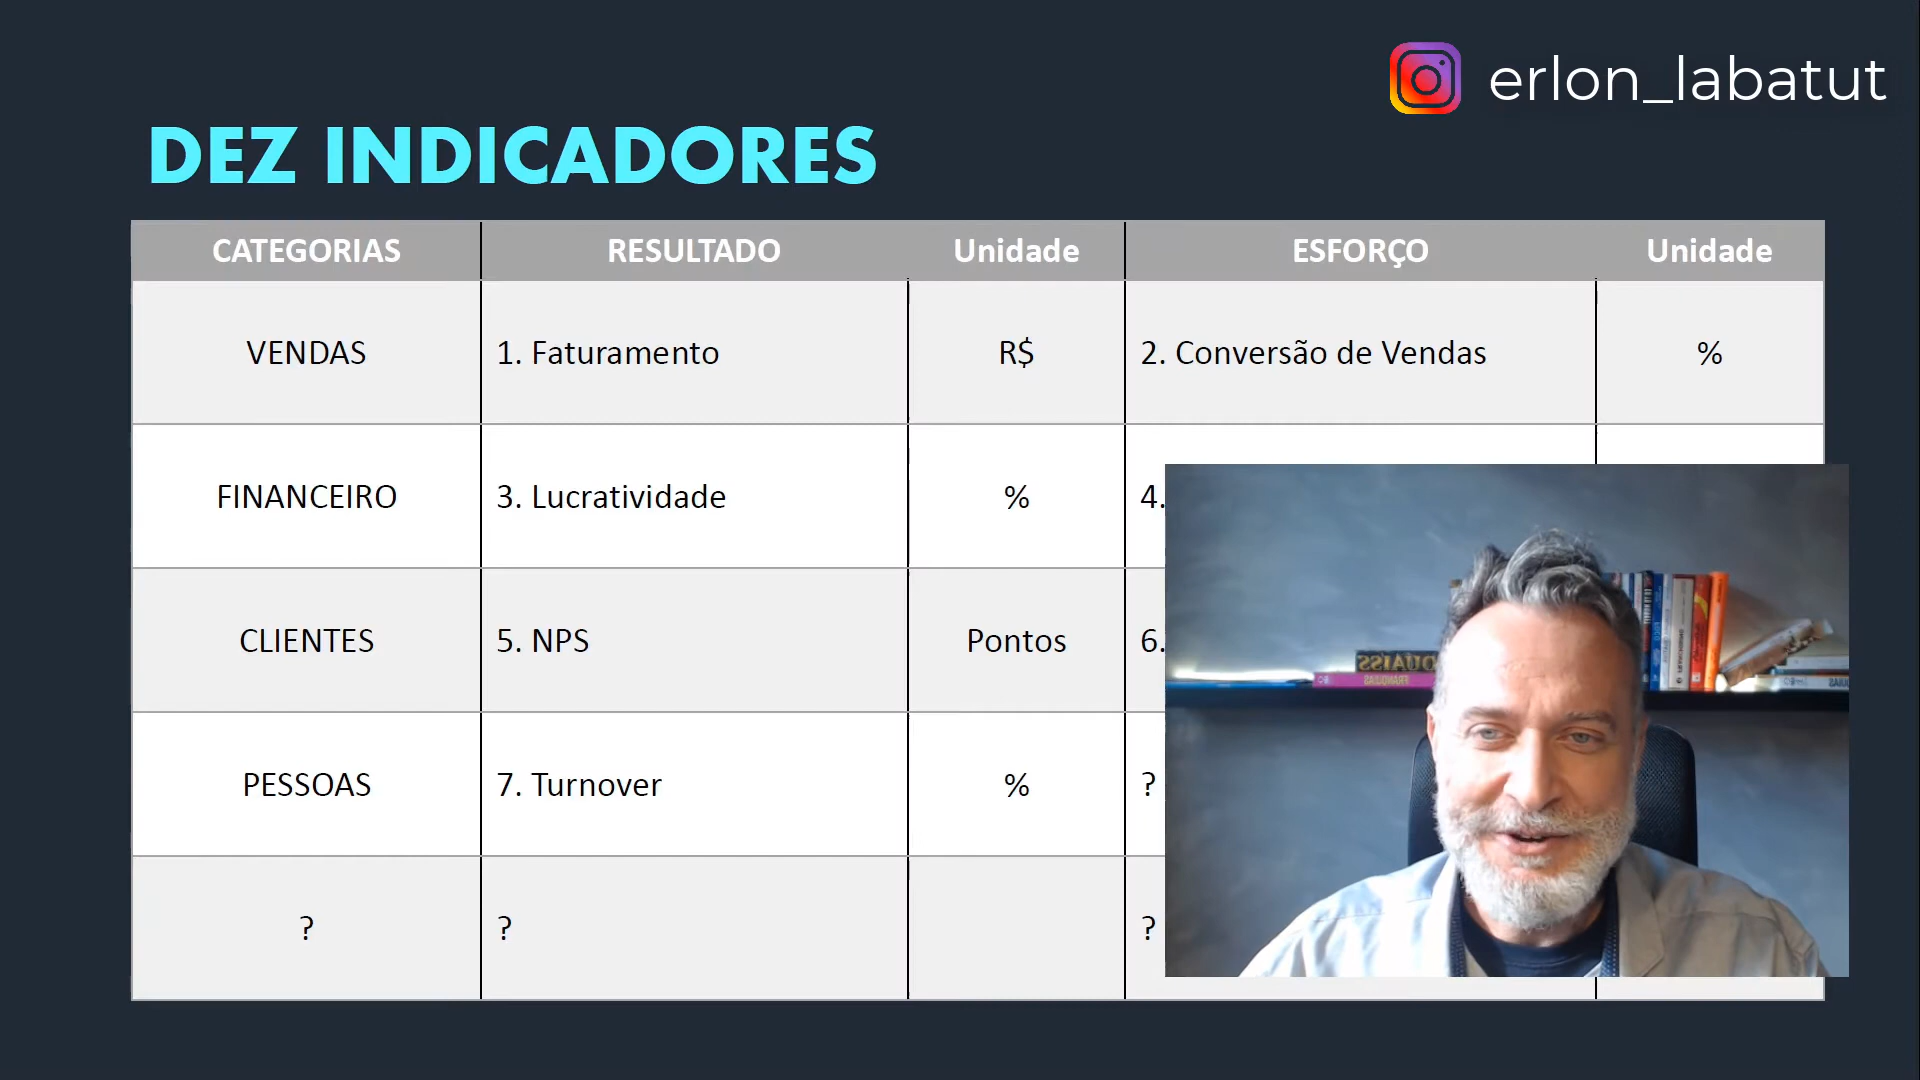 erlon_labatut
DEZ INDICADORES
CATEGORIAS RESULTADO Unidade ESFORÇO Unidade
VENDAS 1. Faturamento R$ 2. Conversão de Vendas %
FINANCEIRO 3. Lucratividade % 4.
CLIENTES 5. NPS Pontos 6.
PESSOAS 7. Turnover % ?
? ? ?